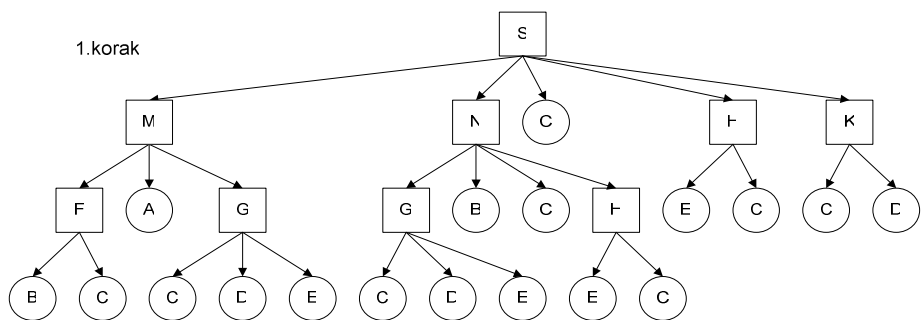 S
1.korak
M N C H K
F A G G B C H E C C D
B C C D E C D E E C